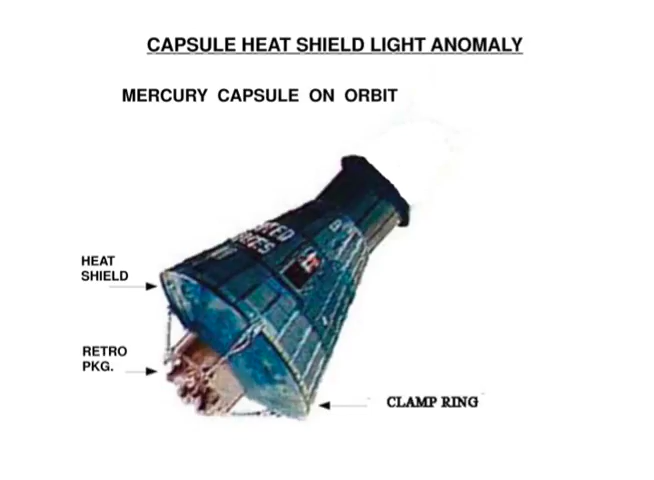 CAPSULE HEAT SHIELD LIGHT ANOMALY
MERCURY CAPSULE ON ORBIT
HEAT
SHIELD
RETRO
PKG.
CLAMP RING